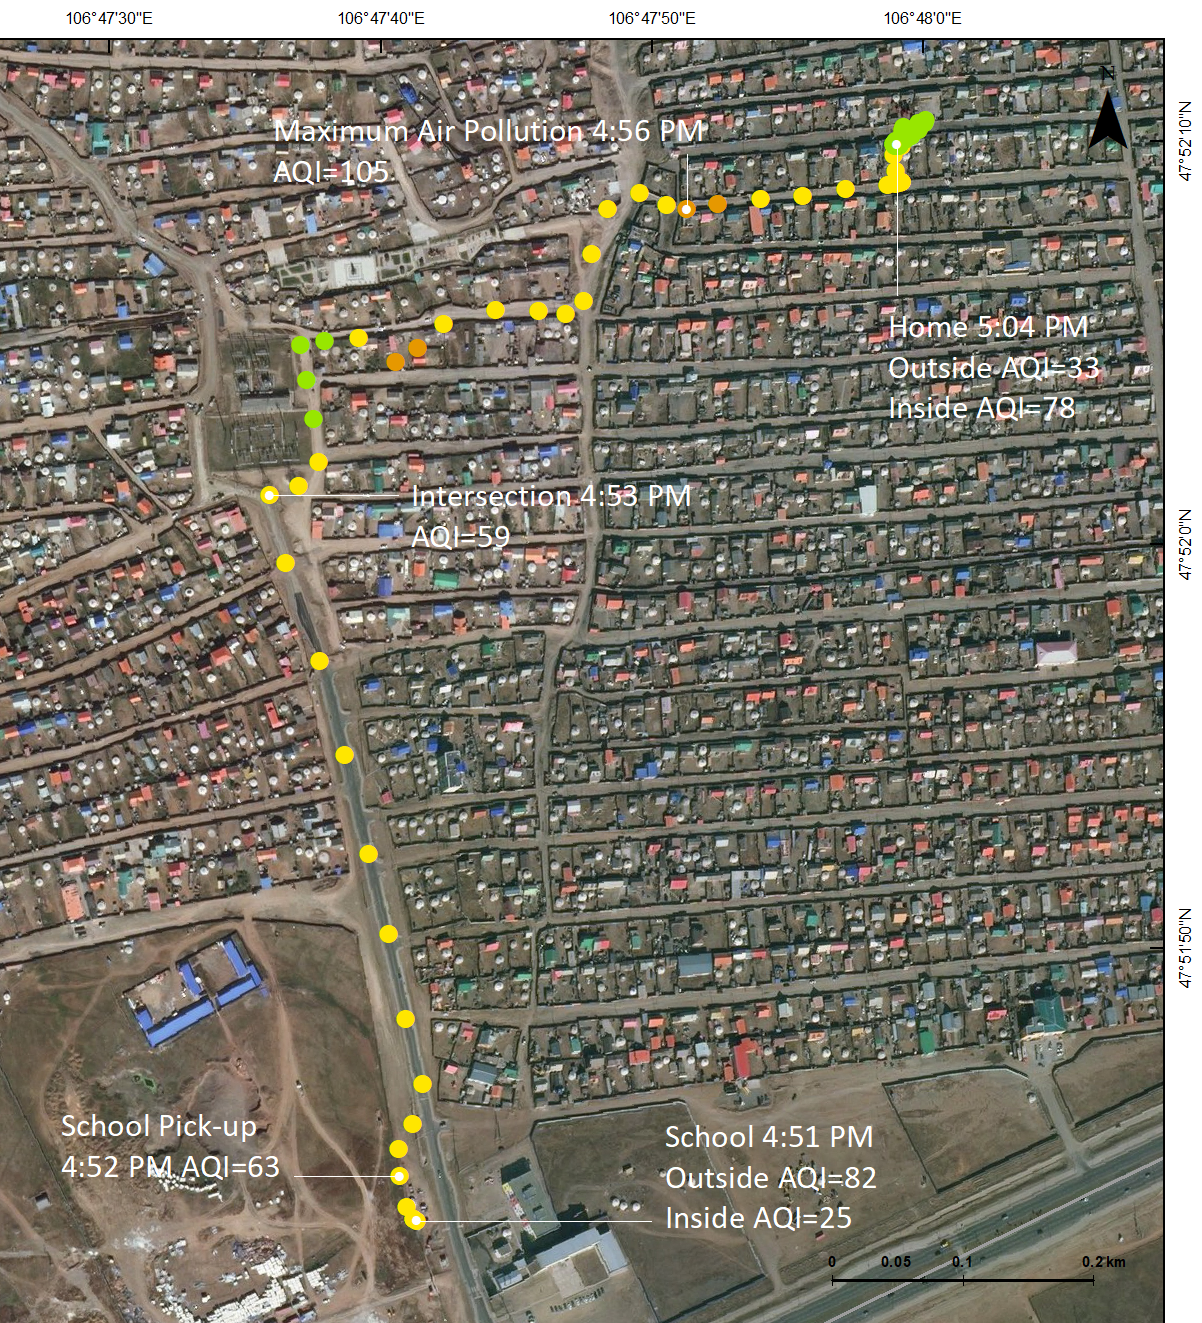 106°47'30"E 106°47'40"E 106°47'50"E 106°48'0"E
N
47°52'10"N
Maximum Air Pollution 4:56 PM
AQI=105
Home 5:04 PM
Outside AQI=33
Inside AQI=78
Intersection 4:53 PM
AQI=59
47°52'0"N
47°51'50"N
School Pick-up
4:52 PM AQI=63
School 4:51 PM
Outside AQI=82
Inside AQI=25
0 0.05 0.1 0.2 km